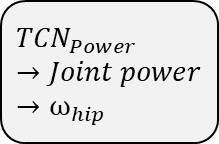 TCN_Power
→ Joint power
→ ω_hip